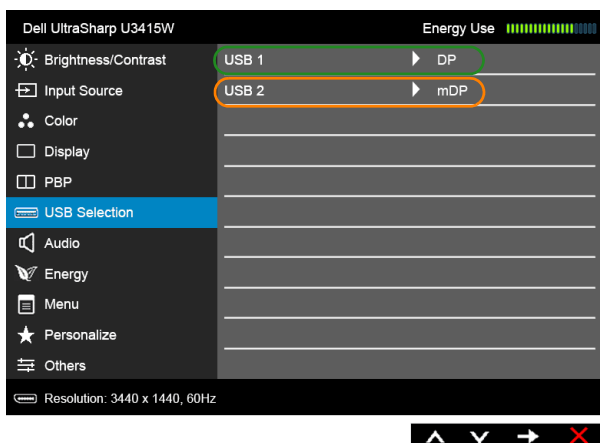 Dell UltraSharp U3415W Energy Use
Brightness/Contrast USB 1 DP
Input Source USB 2 mDP
Color
Display
PBP
USB Selection
Audio
Energy
Menu
Personalize
Others
Resolution: 3440 x 1440, 60Hz